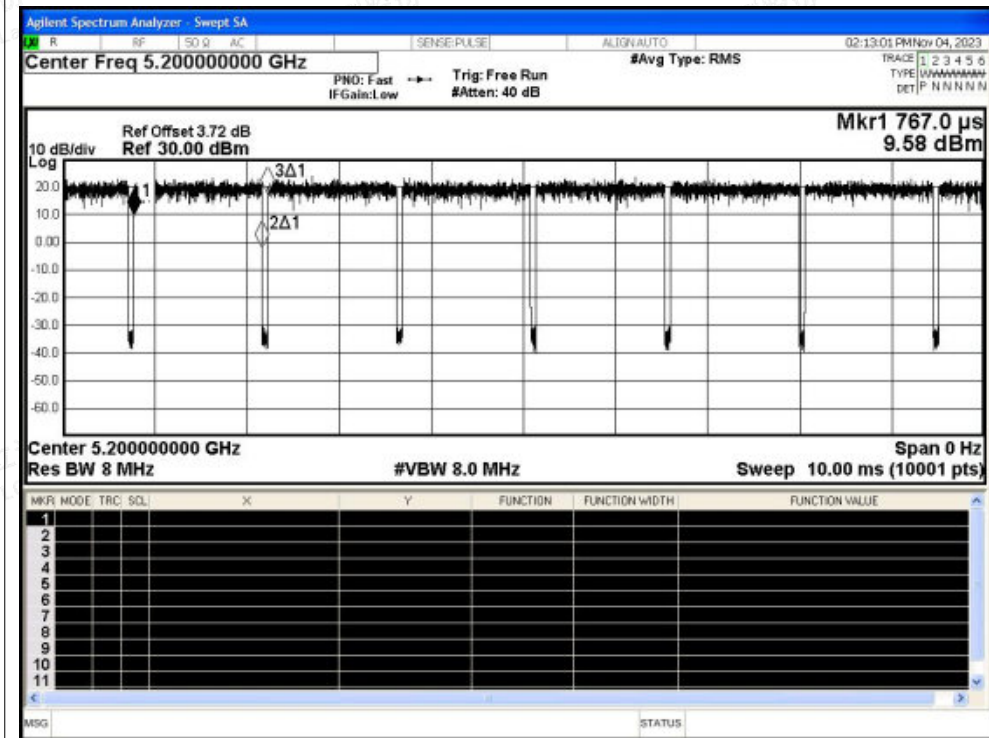 Agilent Spectrum Analyzer - Swept SA
R RF 50 Ω AC SENSE:PULSE ALIGN AUTO 02:13:01 PM Nov 04, 2023
Center Freq 5.200000000 GHz
PNO: Fast
IFGain:Low
Trig: Free Run
#Atten: 40 dB
#Avg Type: RMS
TRACE 1 2 3 4 5 6
TYPE
DET P N N N N N
Mkr1 767.0 µs
9.58 dBm
Ref Offset 3.72 dB
10 dB/div Ref 30.00 dBm
Log
20.0
10.0
0.00
-10.0
-20.0
-30.0
-40.0
-50.0
-60.0
1
3Δ1
2Δ1
Center 5.200000000 GHz Span 0 Hz
Res BW 8 MHz #VBW 8.0 MHz Sweep 10.00 ms (10001 pts)
MKR MODE TRC SCL X Y FUNCTION FUNCTION WIDTH FUNCTION VALUE
1
2
3
4
5
6
7
8
9
10
11
MSG STATUS